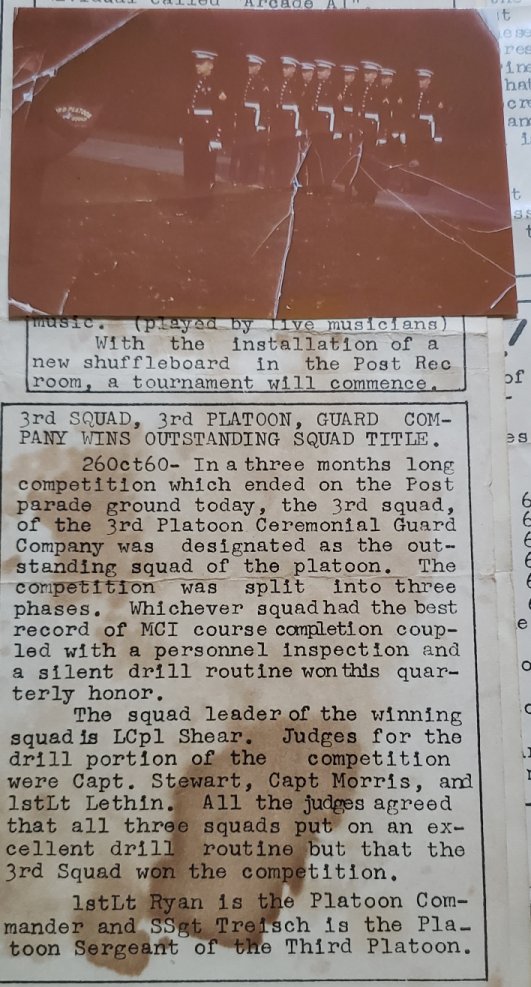 ividual called "Arcade Al"
music. (played by live musicians)
With the installation of a
new shuffleboard in the Post Rec
room, a tournament will commence.
3rd SQUAD, 3rd PLATOON, GUARD COM-
PANY WINS OUTSTANDING SQUAD TITLE.
26Oct60- In a three months long
competition which ended on the Post
parade ground today, the 3rd squad,
of the 3rd Platoon Ceremonial Guard
Company was designated as the out-
standing squad of the platoon. The
competition was split into three
phases. Whichever squad had the best
record of MCI course completion coup-
led with a personnel inspection and
a silent drill routine won this quar-
terly honor.
The squad leader of the winning
squad is LCpl Shear. Judges for the
drill portion of the competition
were Capt. Stewart, Capt Morris, and
1stLt Lethin. All the judges agreed
that all three squads put on an ex-
cellent drill routine but that the
3rd Squad won the competition.
1stLt Ryan is the Platoon Com-
mander and SSgt Treisch is the Pla-
toon Sergeant of the Third Platoon.